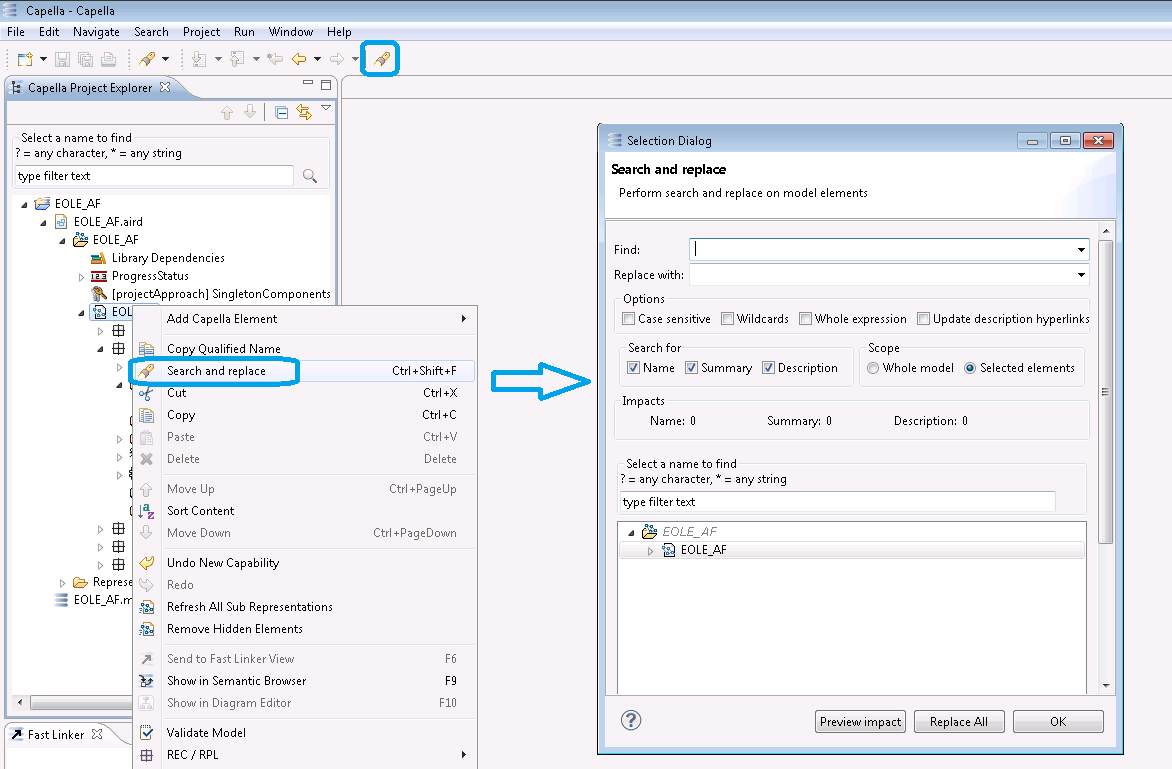 Capella - Capella
File Edit Navigate Search Project Run Window Help
Capella Project Explorer
Select a name to find
? = any character, * = any string
type filter text
EOLE_AF
EOLE_AF.aird
EOLE_AF
Library Dependencies
ProgressStatus
[projectApproach] SingletonComponents
EOL
Represe
EOLE_AF.m
Fast Linker
Add Capella Element
Copy Qualified Name
Search and replace Ctrl+Shift+F
Cut Ctrl+X
Copy Ctrl+C
Paste Ctrl+V
Delete Delete
Move Up Ctrl+PageUp
Sort Content
Move Down Ctrl+PageDown
Undo New Capability
Redo
Refresh All Sub Representations
Remove Hidden Elements
Send to Fast Linker View F6
Show in Semantic Browser F9
Show in Diagram Editor F10
Validate Model
REC / RPL
Selection Dialog
Search and replace
Perform search and replace on model elements
Find:
Replace with:
Options
Case sensitive Wildcards Whole expression Update description hyperlinks
Search for Scope
Name Summary Description Whole model Selected elements
Impacts
Name: 0 Summary: 0 Description: 0
Select a name to find
? = any character, * = any string
type filter text
EOLE_AF
EOLE_AF
Preview impact Replace All OK